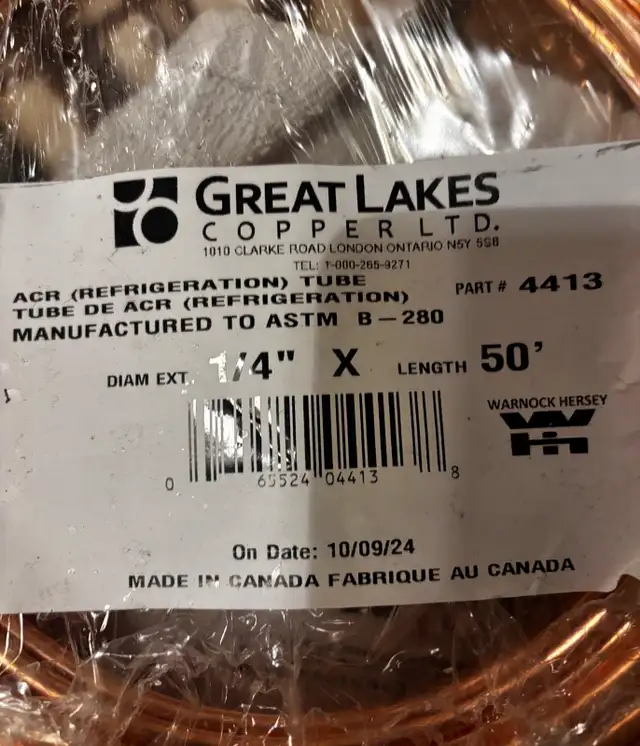 GREAT LAKES
COPPER LTD.
1010 CLARKE ROAD LONDON ONTARIO N5Y 5S6
TEL: 1-800-265-9271
ACR (REFRIGERATION) TUBE
TUBE DE ACR (REFRIGERATION)
PART # 4413
MANUFACTURED TO ASTM B-280
DIAM EXT. 1/4" X LENGTH 50'
WARNOCK HERSEY
WH
0 65524 04413 8
On Date: 10/09/24
MADE IN CANADA FABRIQUE AU CANADA